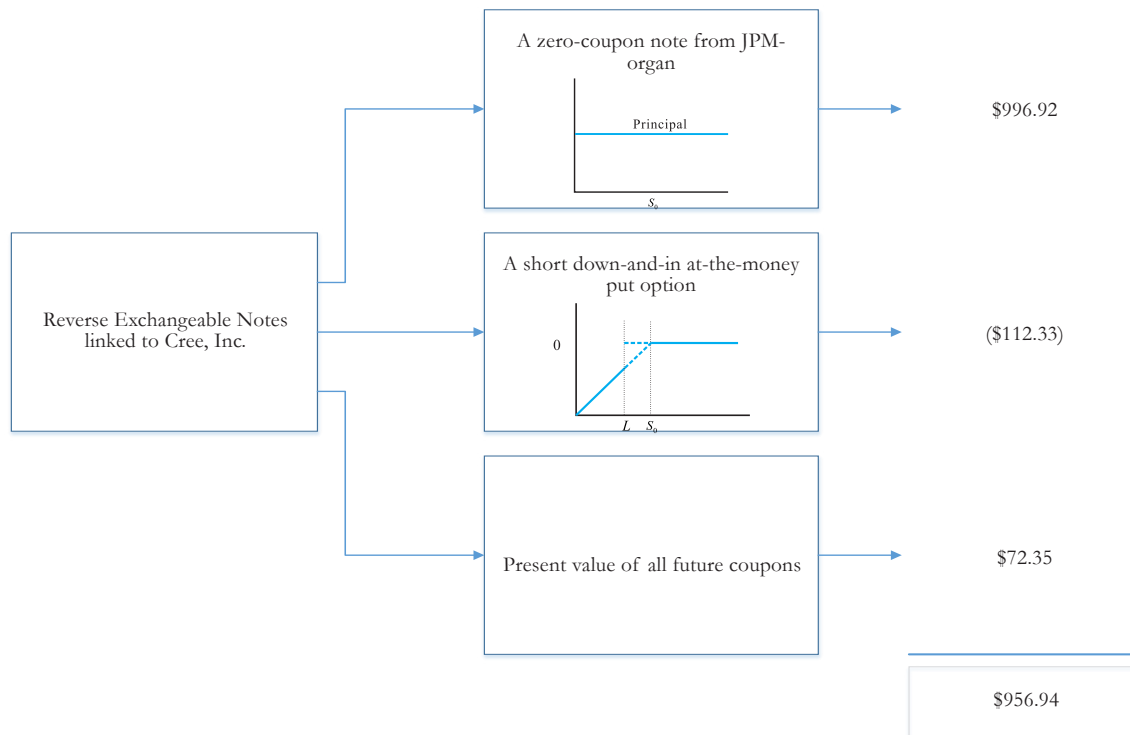 A zero-coupon note from JPM-
organ
Principal
S₀
$996.92
Reverse Exchangeable Notes
linked to Cree, Inc.
A short down-and-in at-the-money
put option
0
L S₀
($112.33)
Present value of all future coupons
$72.35
$956.94